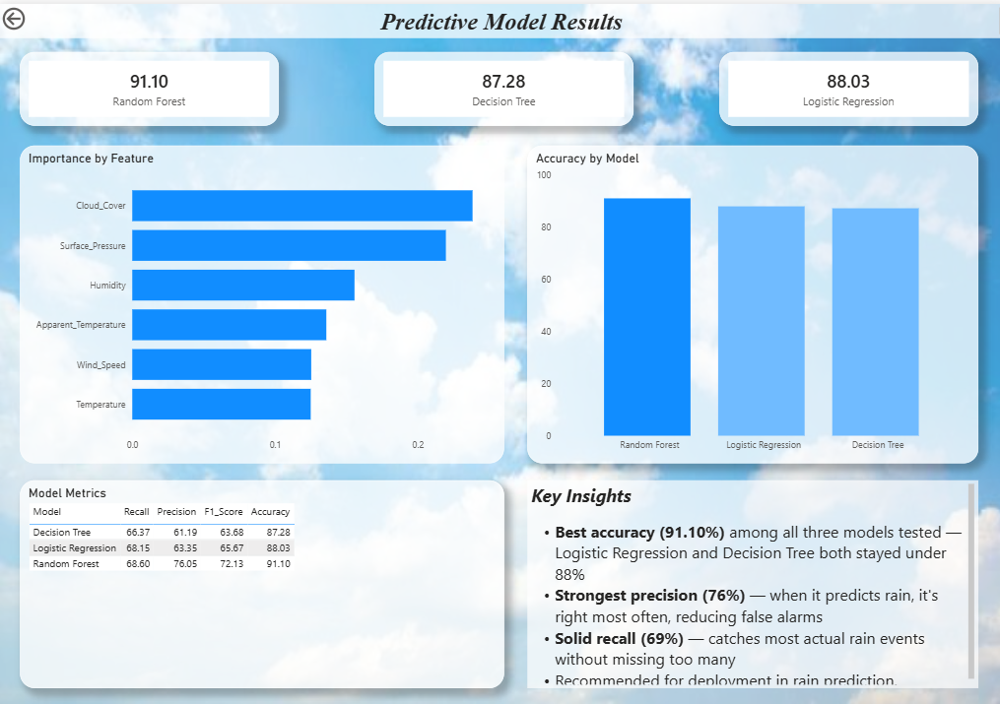 Predictive Model Results
91.10
Random Forest
87.28
Decision Tree
88.03
Logistic Regression
Importance by Feature
Cloud_Cover
Surface_Pressure
Humidity
Apparent_Temperature
Wind_Speed
Temperature
0.0 0.1 0.2
Accuracy by Model
100
80
60
40
20
0
Random Forest Logistic Regression Decision Tree
Model Metrics
Model Recall Precision F1_Score Accuracy
Decision Tree 66.37 61.19 63.68 87.28
Logistic Regression 68.15 63.35 65.67 88.03
Random Forest 68.60 76.05 72.13 91.10
Key Insights
• Best accuracy (91.10%) among all three models tested —
Logistic Regression and Decision Tree both stayed under
88%
• Strongest precision (76%) — when it predicts rain, it's
right most often, reducing false alarms
• Solid recall (69%) — catches most actual rain events
without missing too many
• Recommended for deployment in rain prediction.